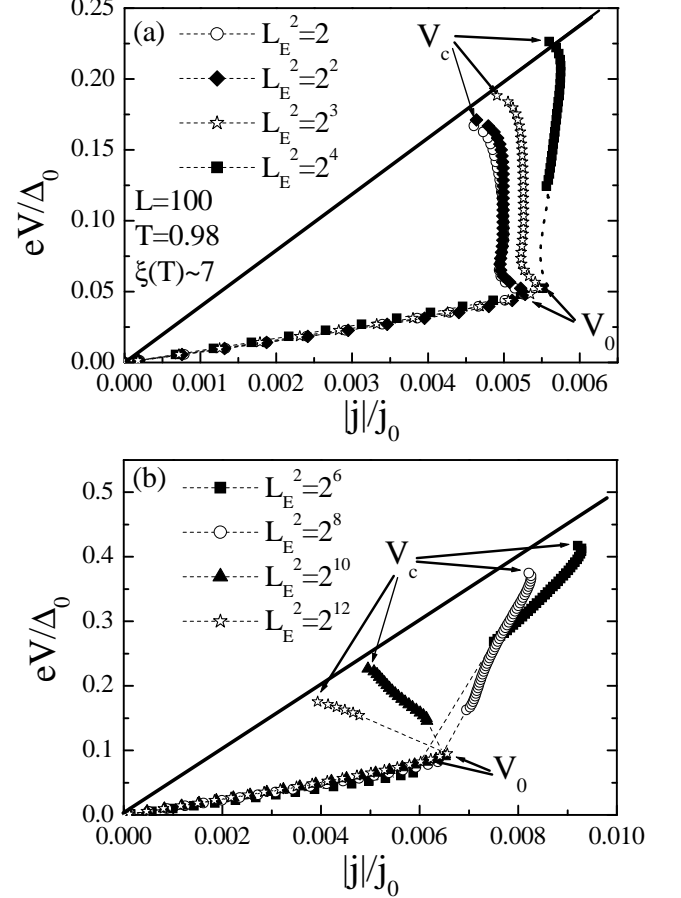 (a)
L_E^2=2
L_E^2=2^2
L_E^2=2^3
L_E^2=2^4
L=100
T=0.98
ξ(T)~7
V_c
V_0
0.25
0.20
0.15
0.10
0.05
0.00
eV/Δ_0
0.000 0.001 0.002 0.003 0.004 0.005 0.006
|j|/j_0
(b)
L_E^2=2^6
L_E^2=2^8
L_E^2=2^10
L_E^2=2^12
V_c
V_0
0.5
0.4
0.3
0.2
0.1
0.0
eV/Δ_0
0.000 0.002 0.004 0.006 0.008 0.010
|j|/j_0